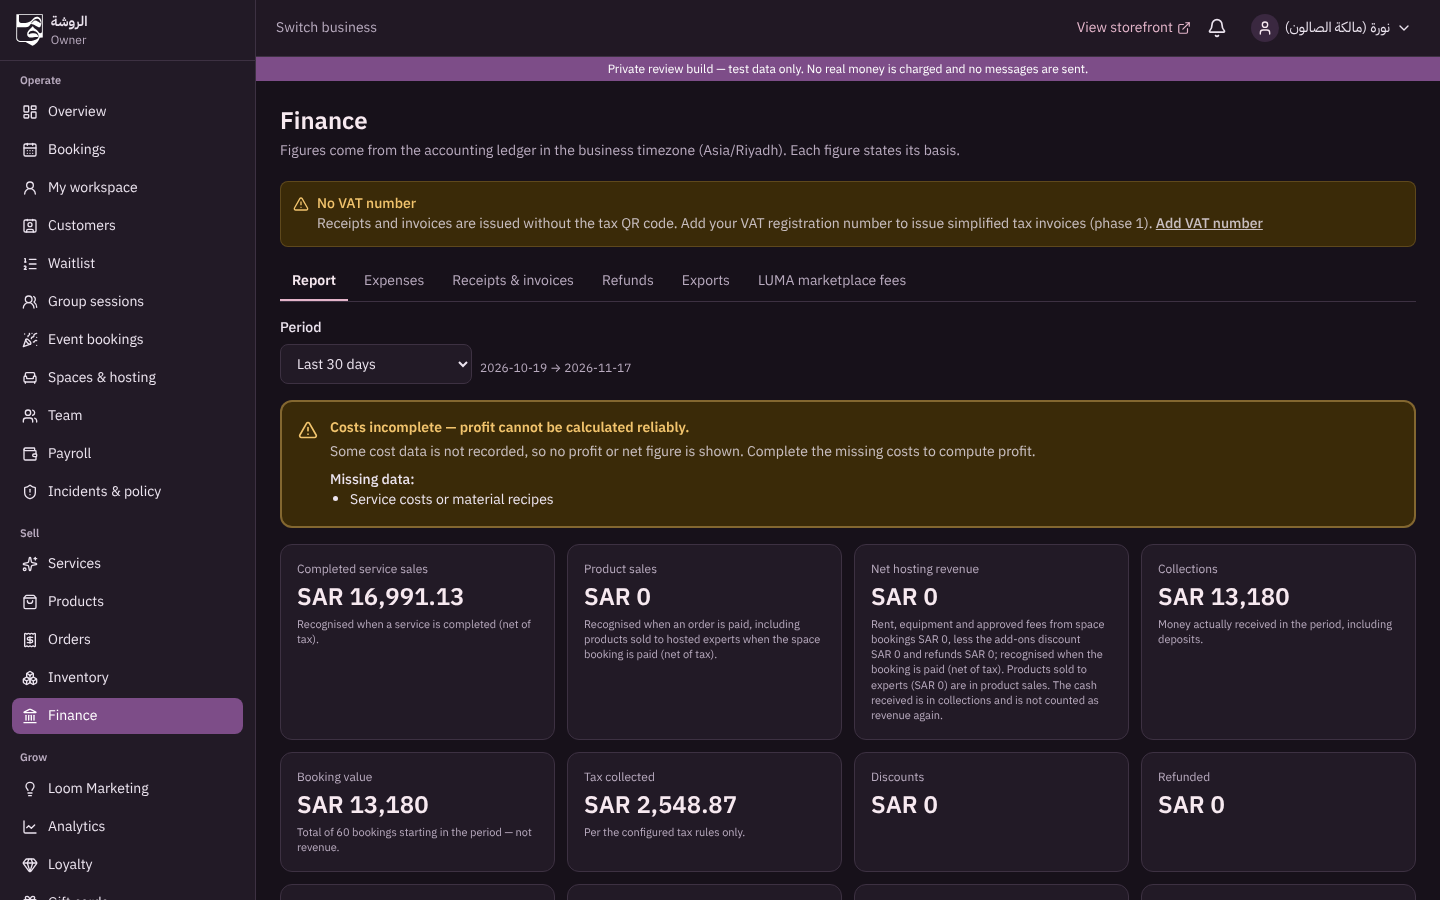 الروشة
Owner
Switch business
View storefront
نورة (مالكة الصالون)
Private review build — test data only. No real money is charged and no messages are sent.
Operate
Overview
Bookings
My workspace
Customers
Waitlist
Group sessions
Event bookings
Spaces & hosting
Team
Payroll
Incidents & policy
Sell
Services
Products
Orders
Inventory
Finance
Grow
Loom Marketing
Analytics
Loyalty
Finance
Figures come from the accounting ledger in the business timezone (Asia/Riyadh). Each figure states its basis.
No VAT number
Receipts and invoices are issued without the tax QR code. Add your VAT registration number to issue simplified tax invoices (phase 1). Add VAT number
Report
Expenses
Receipts & invoices
Refunds
Exports
LUMA marketplace fees
Period
Last 30 days
2026-10-19 → 2026-11-17
Costs incomplete — profit cannot be calculated reliably.
Some cost data is not recorded, so no profit or net figure is shown. Complete the missing costs to compute profit.
Missing data:
• Service costs or material recipes
Completed service sales
SAR 16,991.13
Recognised when a service is completed (net of
tax).
Product sales
SAR 0
Recognised when an order is paid, including
products sold to hosted experts when the space
booking is paid (net of tax).
Net hosting revenue
SAR 0
Rent, equipment and approved fees from space
bookings SAR 0, less the add-ons discount
SAR 0 and refunds SAR 0; recognised when the
booking is paid (net of tax). Products sold to
experts (SAR 0) are in product sales. The cash
received is in collections and is not counted as
revenue again.
Collections
SAR 13,180
Money actually received in the period, including
deposits.
Booking value
SAR 13,180
Total of 60 bookings starting in the period — not
revenue.
Tax collected
SAR 2,548.87
Per the configured tax rules only.
Discounts
SAR 0
Refunded
SAR 0